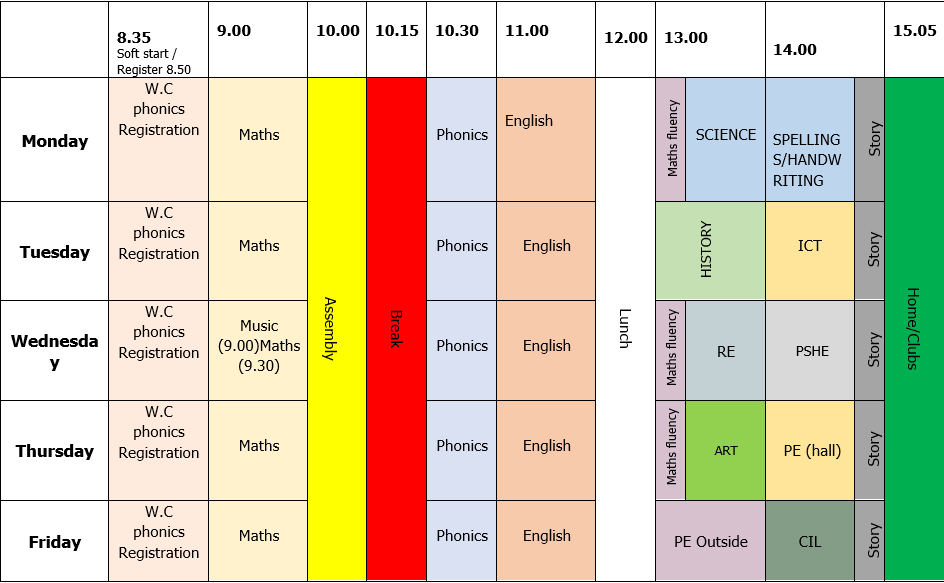 8.35
Soft start /
Register 8.50
9.00
10.00
10.15
10.30
11.00
12.00
13.00
14.00
15.05
Monday
W.C
phonics
Registration
Maths
Assembly
Break
Phonics
English
Lunch
Maths fluency
SCIENCE
SPELLING
S/HANDW
RITING
Story
Home/Clubs
Tuesday
W.C
phonics
Registration
Maths
Phonics
English
HISTORY
ICT
Story
Wednesda
y
W.C
phonics
Registration
Music
(9.00)Maths
(9.30)
Phonics
English
Maths fluency
RE
PSHE
Story
Thursday
W.C
phonics
Registration
Maths
Phonics
English
Maths fluency
ART
PE (hall)
Story
Friday
W.C
phonics
Registration
Maths
Phonics
English
PE Outside
CIL
Story